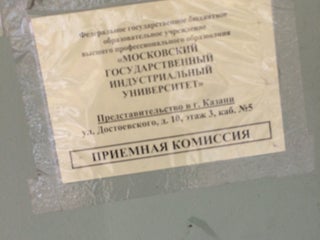 Федеральное государственное бюджетное
образовательное учреждение
высшего профессионального образования
«МОСКОВСКИЙ
ГОСУДАРСТВЕННЫЙ
ИНДУСТРИАЛЬНЫЙ
УНИВЕРСИТЕТ»
Представительство в г. Казани
ул. Достоевского, д. 10, этаж 3, каб. №5
ПРИЕМНАЯ КОМИССИЯ